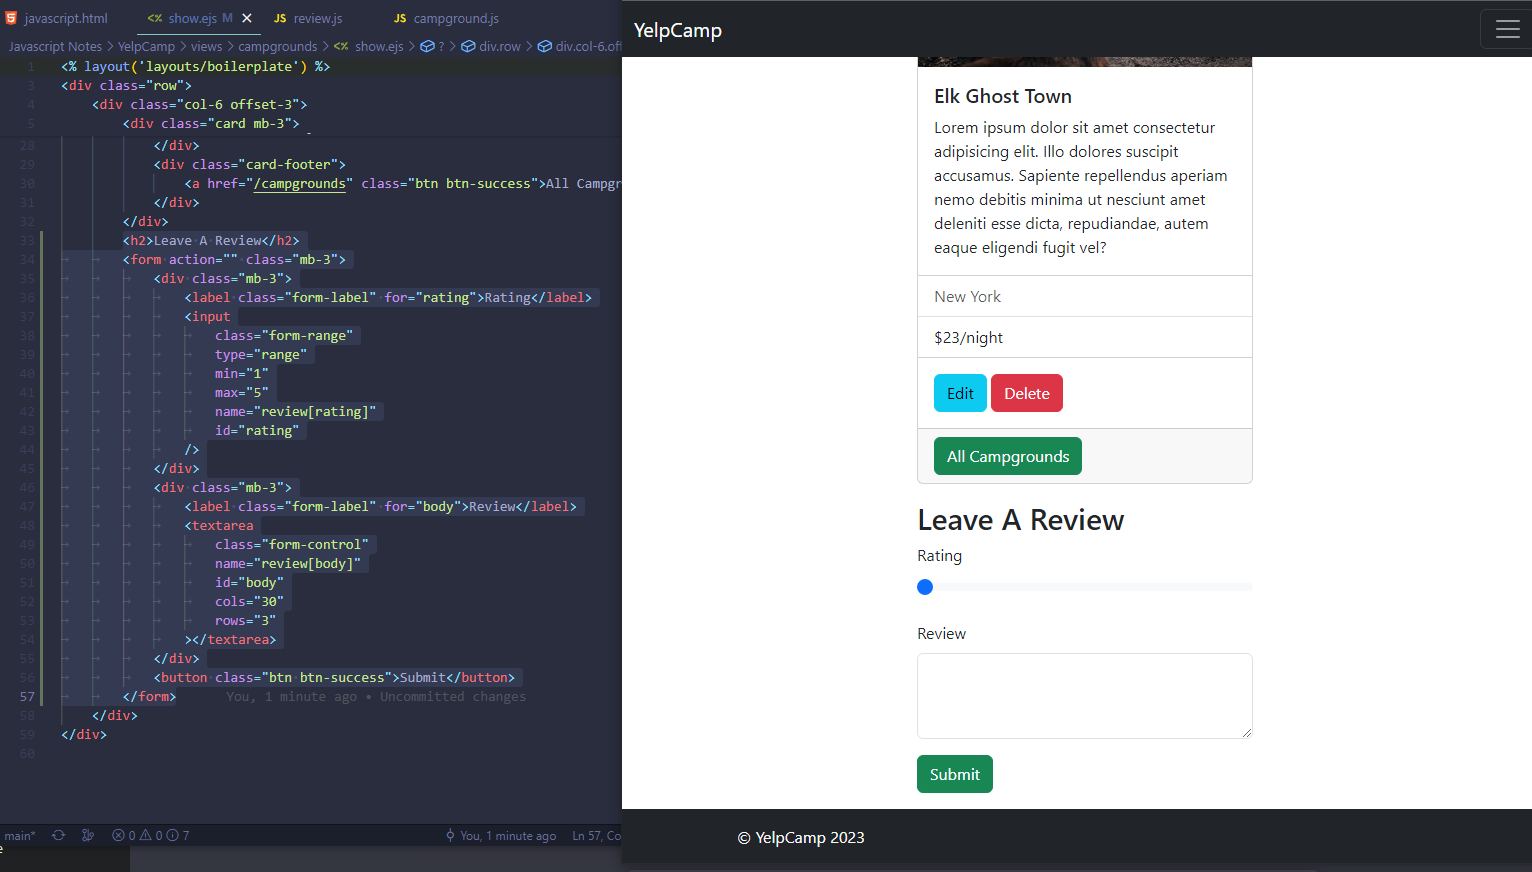 javascript.html
<% show.ejs M ✕
JS review.js
JS campground.js
Javascript Notes > YelpCamp > views > campgrounds > <% show.ejs > ? > div.row > div.col-6.off
1 <% layout('layouts/boilerplate') %>
3 <div class="row">
4 <div class="col-6 offset-3">
5 <div class="card mb-3">
28 </div>
29 <div class="card-footer">
30 <a href="/campgrounds" class="btn btn-success">All Campgr
31 </div>
32 </div>
33 <h2>Leave A Review</h2>
34 <form action="" class="mb-3">
35 <div class="mb-3">
36 <label class="form-label" for="rating">Rating</label>
37 <input
38 class="form-range"
39 type="range"
40 min="1"
41 max="5"
42 name="review[rating]"
43 id="rating"
44 />
45 </div>
46 <div class="mb-3">
47 <label class="form-label" for="body">Review</label>
48 <textarea
49 class="form-control"
50 name="review[body]"
51 id="body"
52 cols="30"
53 rows="3"
54 ></textarea>
55 </div>
56 <button class="btn btn-success">Submit</button>
57 </form> You, 1 minute ago • Uncommitted changes
58 </div>
59 </div>
60
main* 0 0 7 You, 1 minute ago Ln 57, Co
YelpCamp
Elk Ghost Town
Lorem ipsum dolor sit amet consectetur
adipisicing elit. Illo dolores suscipit
accusamus. Sapiente repellendus aperiam
nemo debitis minima ut nesciunt amet
deleniti esse dicta, repudiandae, autem
eaque eligendi fugit vel?
New York
$23/night
Edit Delete
All Campgrounds
Leave A Review
Rating
Review
Submit
© YelpCamp 2023